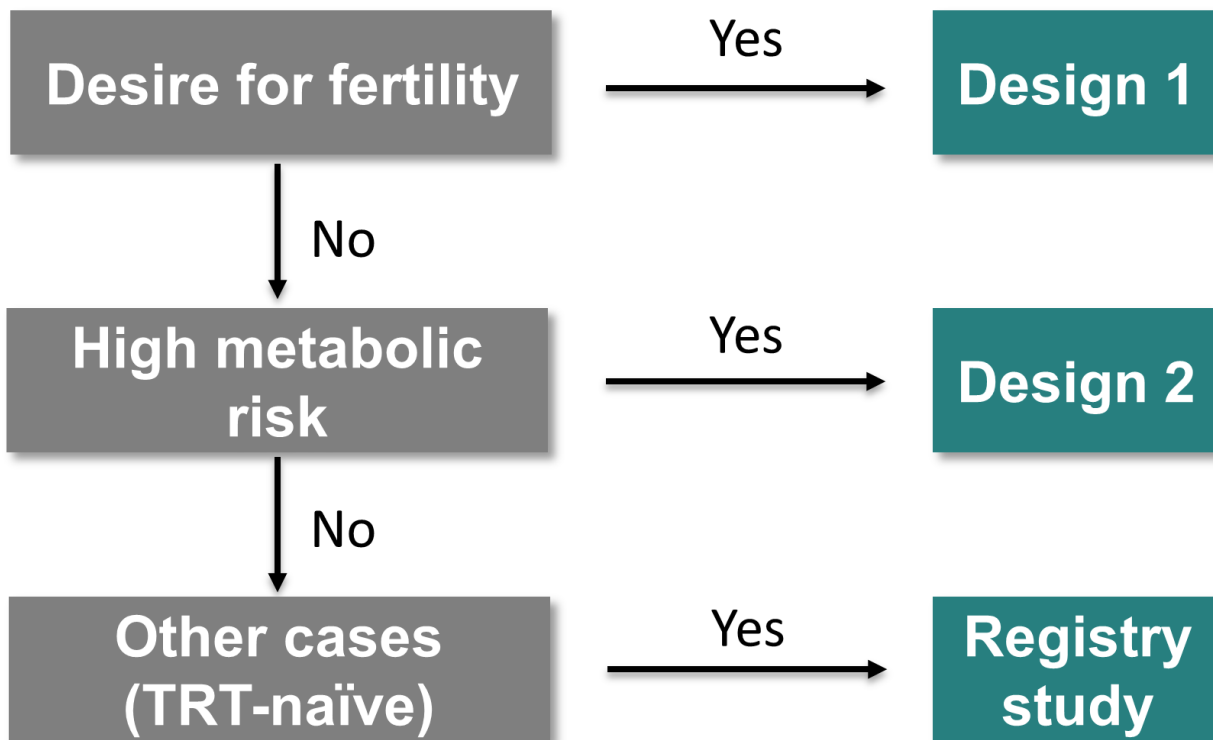 Desire for fertility
Yes
Design 1
No
High metabolic
risk
Yes
Design 2
No
Other cases
(TRT-naïve)
Yes
Registry
study